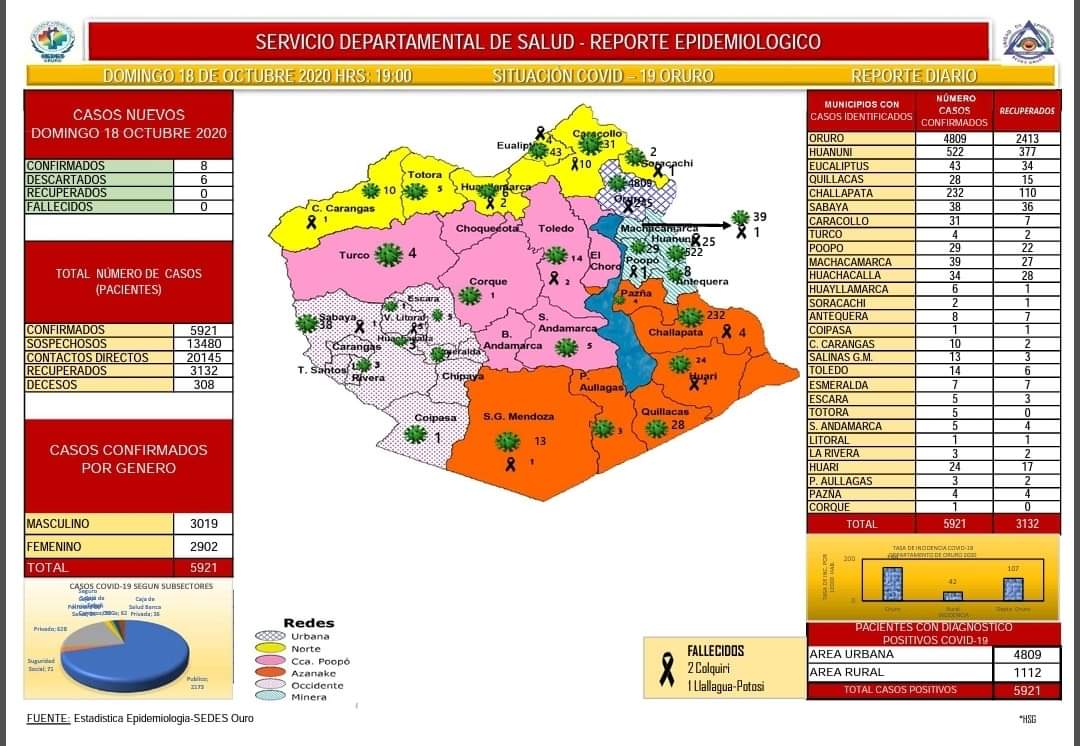 SERVICIO DEPARTAMENTAL DE SALUD - REPORTE EPIDEMIOLOGICO
DOMINGO 18 DE OCTUBRE 2020 HRS: 19:00 SITUACIÒN COVID – 19 ORURO REPORTE DIARIO
CASOS NUEVOS
DOMINGO 18 OCTUBRE 2020
CONFIRMADOS 8
DESCARTADOS 6
RECUPERADOS 0
FALLECIDOS 0
TOTAL NÚMERO DE CASOS
(PACIENTES)
CONFIRMADOS 5921
SOSPECHOSOS 13480
CONTACTOS DIRECTOS 20145
RECUPERADOS 3132
DECESOS 308
CASOS CONFIRMADOS
POR GENERO
MASCULINO 3019
FEMENINO 2902
TOTAL 5921
CASOS COVID-19 SEGUN SUBSECTORES
Caja de
Salud Banca
Privada; 36
Privado; 828
Suguridad
Social; 71
Publico;
2173
Caracollo
31
10
Eucalipt
4
43
2
Soracachi
1
4809
Oruro
245
Totora
5
10
C. Carangas
1
Huayllamarca
6
2
Choquecota
Toledo
14
2
Turco
4
El
Choro
Machacamarca
39
1
Huanuni
25
522
29
Poopó
1
8
Antequera
Pazña
4
Corque
1
Escara
Sabaya
38
1
V. Litoral
Carangas
Huachacalla
Esmeralda
T. Santos
Rivera
3
Chipaya
S.
Andamarca
5
B.
Andamarca
Challapata
232
4
24
Huari
P.
Aullagas
3
Quillacas
28
Coipasa
1
S.G. Mendoza
13
1
Redes
Urbana
Norte
Cca. Poopó
Azanake
Occidente
Minera
FALLECIDOS
2 Colquiri
1 Llallagua-Potosi
MUNICIPIOS CON CASOS IDENTIFICADOS NÚMERO CASOS CONFIRMADOS RECUPERADOS
ORURO 4809 2413
HUANUNI 522 377
EUCALIPTUS 43 34
QUILLACAS 28 15
CHALLAPATA 232 110
SABAYA 38 36
CARACOLLO 31 7
TURCO 4 2
POOPO 29 22
MACHACAMARCA 39 27
HUACHACALLA 34 28
HUAYLLAMARCA 6 1
SORACACHI 2 1
ANTEQUERA 8 7
COIPASA 1 1
C. CARANGAS 10 2
SALINAS G.M. 13 3
TOLEDO 14 6
ESMERALDA 7 7
ESCARA 5 3
TOTORA 5 0
S. ANDAMARCA 5 4
LITORAL 1 1
LA RIVERA 3 2
HUARI 24 17
P. AULLAGAS 3 2
PAZÑA 4 4
CORQUE 1 0
TOTAL 5921 3132
TASA DE INCIDENCIA COVID-19
DEPARTAMENTO DE ORURO 2020
200
42
107
0
Oruro Rural Depto. Oruro
INCIDENCIA
PACIENTES CON DIAGNOSTICO
POSITIVOS COVID-19
AREA URBANA 4809
AREA RURAL 1112
TOTAL CASOS POSITIVOS 5921
FUENTE: Estadistica Epidemiologia-SEDES Ouro
*HSG